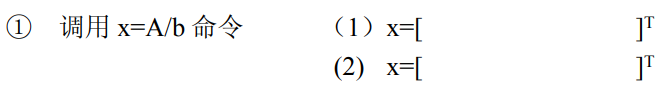 ① 调用 x=A/b 命令 （1）x=[ ]ᵀ
(2) x=[ ]ᵀ